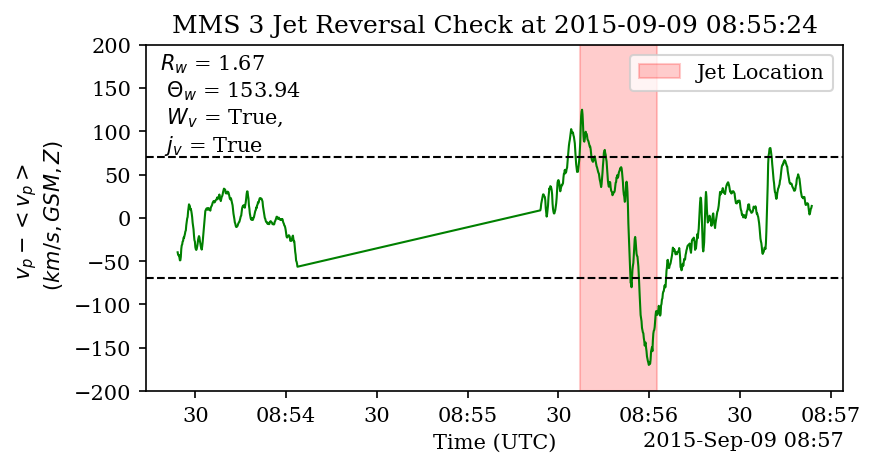 MMS 3 Jet Reversal Check at 2015-09-09 08:55:24
R_w = 1.67
Θ_w = 153.94
W_v = True,
j_v = True
Jet Location
v_p − < v_p >
(km/s, GSM, Z)
200
150
100
50
0
−50
−100
−150
−200
30 08:54 30 08:55 30 08:56 30 08:57
Time (UTC)
2015-Sep-09 08:57